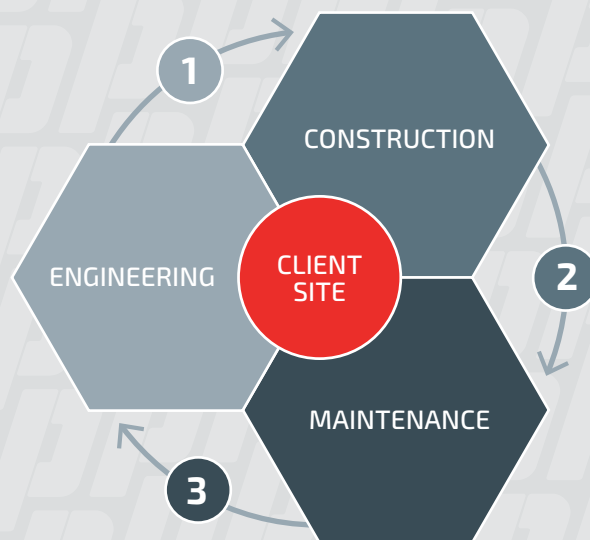 1
CONSTRUCTION
ENGINEERING
CLIENT
SITE
2
MAINTENANCE
3